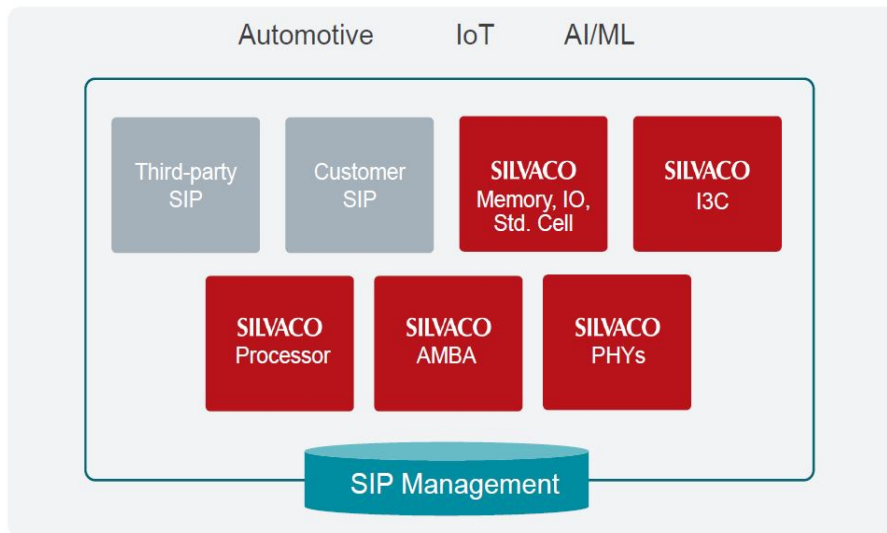 Automotive IoT AI/ML
Third-party
SIP
Customer
SIP
SILVACO
Memory, IO,
Std. Cell
SILVACO
I3C
SILVACO
Processor
SILVACO
AMBA
SILVACO
PHYs
SIP Management